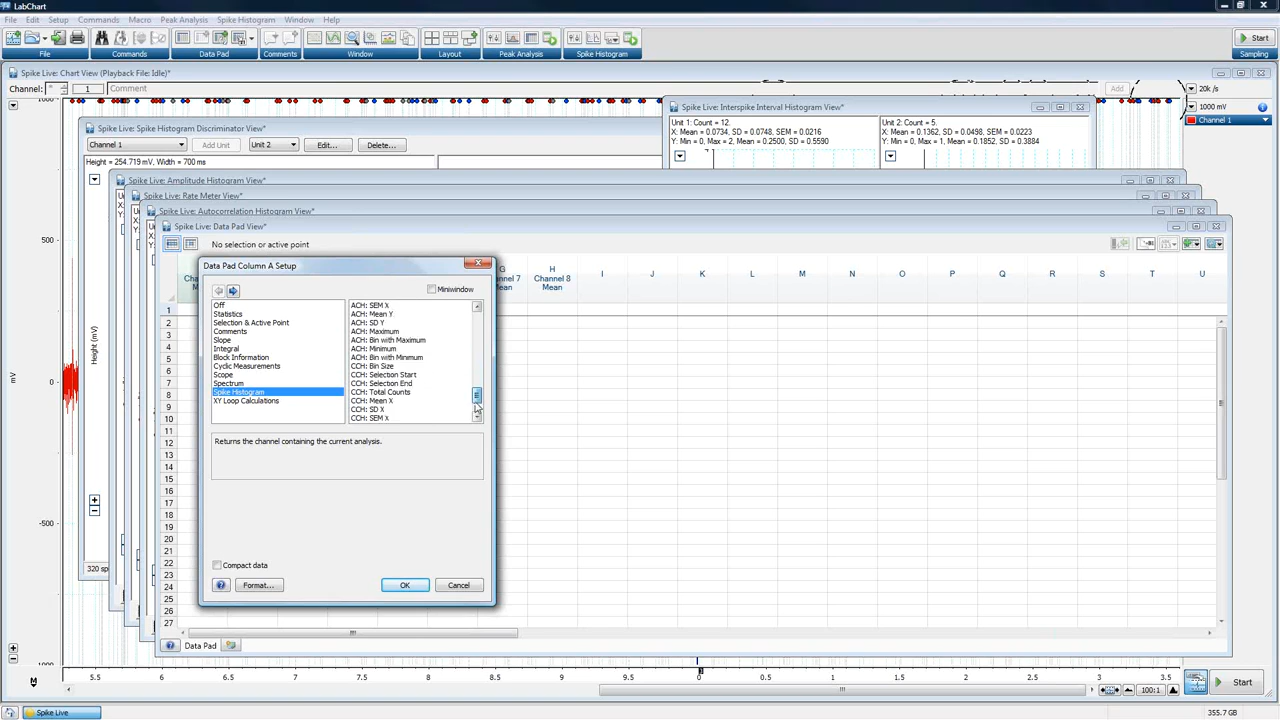 LabChart
File Edit Setup Commands Macro Peak Analysis Spike Histogram Window Help
File Commands Data Pad Comments Window Layout Peak Analysis Spike Histogram Sampling
Start
Spike Live: Chart View (Playback File: Idle)*
Channel: 1 Comment Add 20k /s
1000 mV
Channel 1
500
0
-500
mV
Spike Live: Interspike Interval Histogram View*
Unit 1: Count = 12. Unit 2: Count = 5.
X: Mean = 0.0734, SD = 0.0748, SEM = 0.0216 X: Mean = 0.1362, SD = 0.0498, SEM = 0.0223
Y: Min = 0, Max = 2, Mean = 0.2500, SD = 0.5590 Y: Min = 0, Max = 1, Mean = 0.1852, SD = 0.3884
Spike Live: Spike Histogram Discriminator View*
Channel 1 Add Unit Unit 2 Edit... Delete...
Height = 254.719 mV, Width = 700 ms
Height (mV)
320 sp
Spike Live: Amplitude Histogram View*
Spike Live: Rate Meter View*
Spike Live: Autocorrelation Histogram View*
Spike Live: Data Pad View*
No selection or active point
G H I J K L M N O P Q R S T U
Channel 8
Mean
Data Pad Column A Setup
Miniwindow
Off
Statistics
Selection & Active Point
Comments
Slope
Integral
Block Information
Cyclic Measurements
Scope
Spectrum
Spike Histogram
XY Loop Calculations
ACH: SEM X
ACH: Mean Y
ACH: SD Y
ACH: Maximum
ACH: Bin with Maximum
ACH: Minimum
ACH: Bin with Minimum
CCH: Bin Size
CCH: Selection Start
CCH: Selection End
CCH: Total Counts
CCH: Mean X
CCH: SD X
CCH: SEM X
Returns the channel containing the current analysis.
Compact data
Format... OK Cancel
1
2
3
4
5
6
7
8
9
10
11
12
13
14
15
16
17
18
19
20
21
22
23
24
25
26
27
Data Pad
5.5 6 6.5 7 7.5 8 8.5 9 9.5 0 0.5 1 1.5 2 2.5 3 3.5
M 100:1 Start
Spike Live 355.7 GB